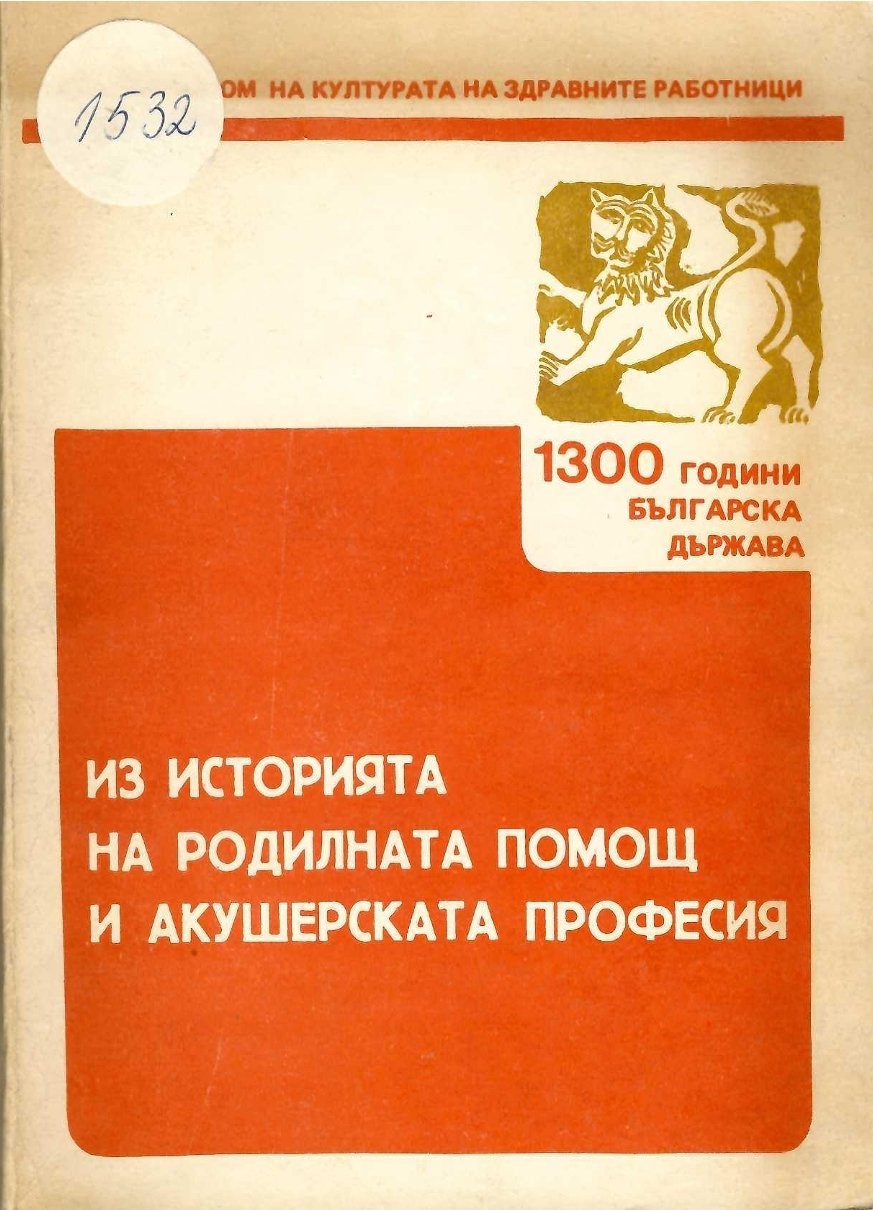 1532
ОМ НА КУЛТУРАТА НА ЗДРАВНИТЕ РАБОТНИЦИ
1300 ГОДИНИ
БЪЛГАРСКА
ДЪРЖАВА
ИЗ ИСТОРИЯТА
НА РОДИЛНАТА ПОМОЩ
И АКУШЕРСКАТА ПРОФЕСИЯ